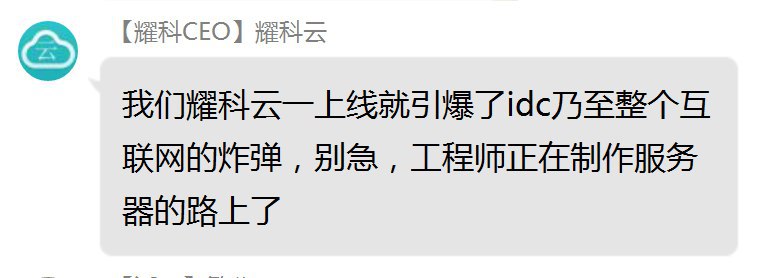 【耀科CEO】耀科云
云
我们耀科云一上线就引爆了idc乃至整个互
联网的炸弹，别急，工程师正在制作服务
器的路上了